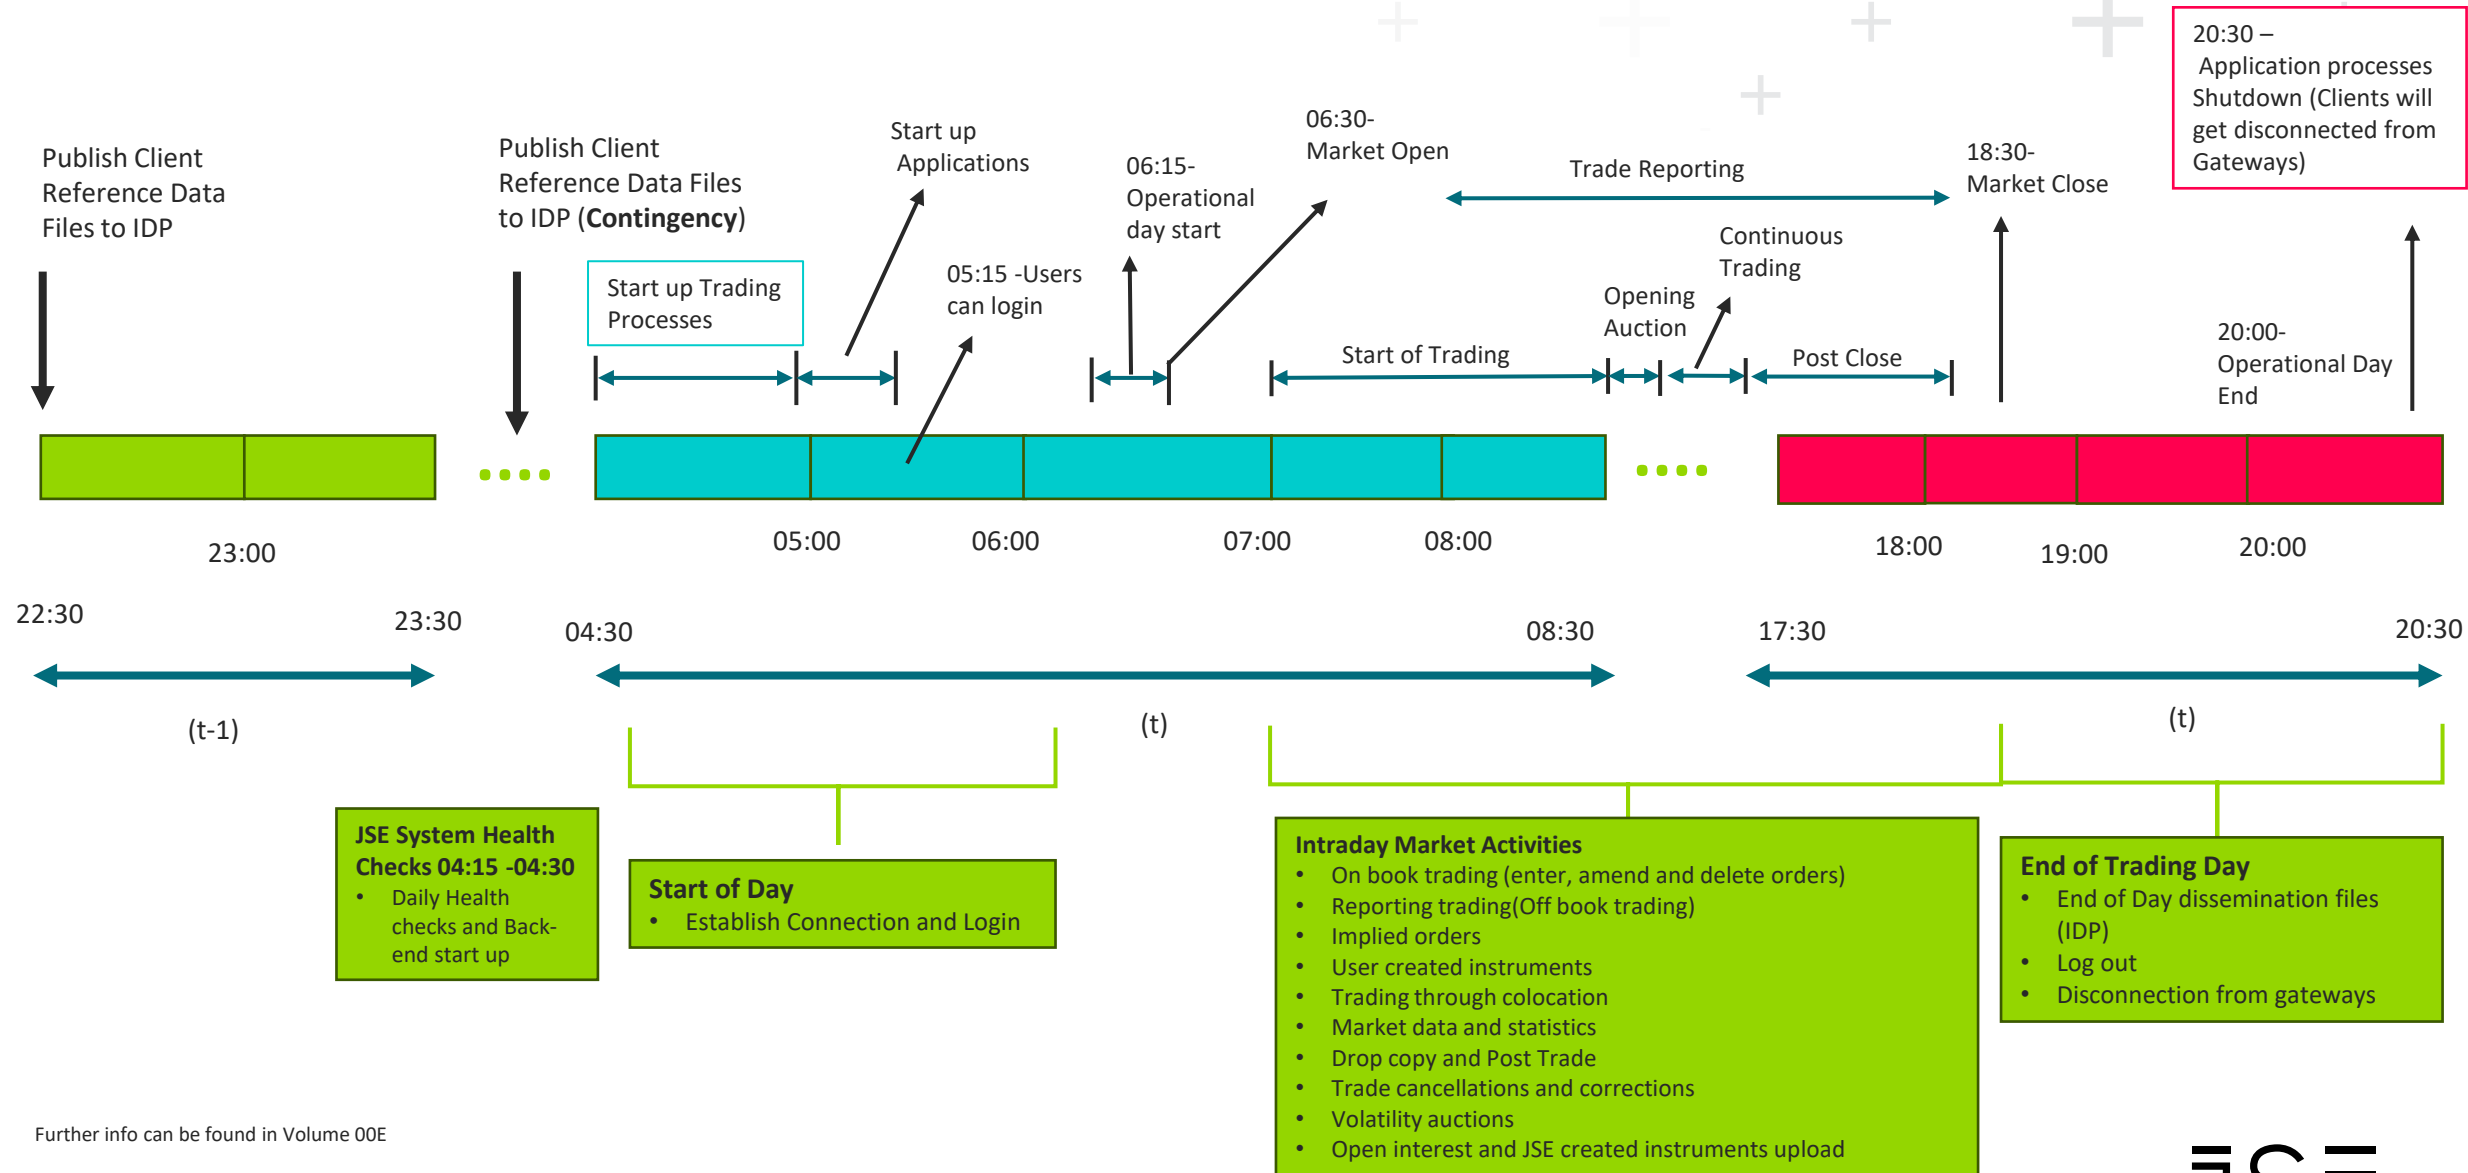 20:30 –
Application processes
Shutdown (Clients will
get disconnected from
Gateways)
Publish Client
Reference Data
Files to IDP
Publish Client
Reference Data Files
to IDP (Contingency)
Start up
Applications
06:15-
Operational
day start
06:30-
Market Open
Trade Reporting
18:30-
Market Close
Start up Trading
Processes
05:15 -Users
can login
Continuous
Trading
Opening
Auction
Start of Trading
Post Close
20:00-
Operational Day
End
23:00
05:00
06:00
07:00
08:00
18:00
19:00
20:00
22:30
23:30
04:30
08:30
17:30
20:30
(t-1)
(t)
(t)
JSE System Health
Checks 04:15 -04:30
• Daily Health
checks and Back-
end start up
Start of Day
• Establish Connection and Login
Intraday Market Activities
• On book trading (enter, amend and delete orders)
• Reporting trading(Off book trading)
• Implied orders
• User created instruments
• Trading through colocation
• Market data and statistics
• Drop copy and Post Trade
• Trade cancellations and corrections
• Volatility auctions
• Open interest and JSE created instruments upload
End of Trading Day
• End of Day dissemination files
(IDP)
• Log out
• Disconnection from gateways
Further info can be found in Volume 00E
JSE